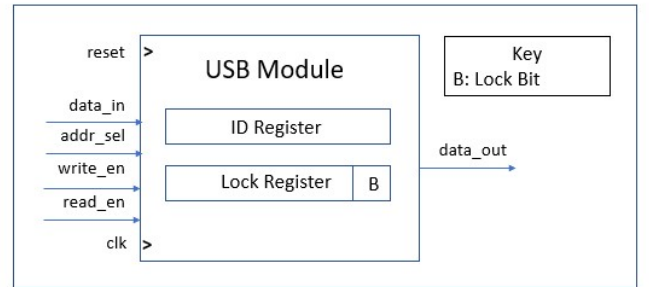 reset >
USB Module
Key
B: Lock Bit
data_in
ID Register
addr_sel
data_out
write_en
Lock Register B
read_en
clk >